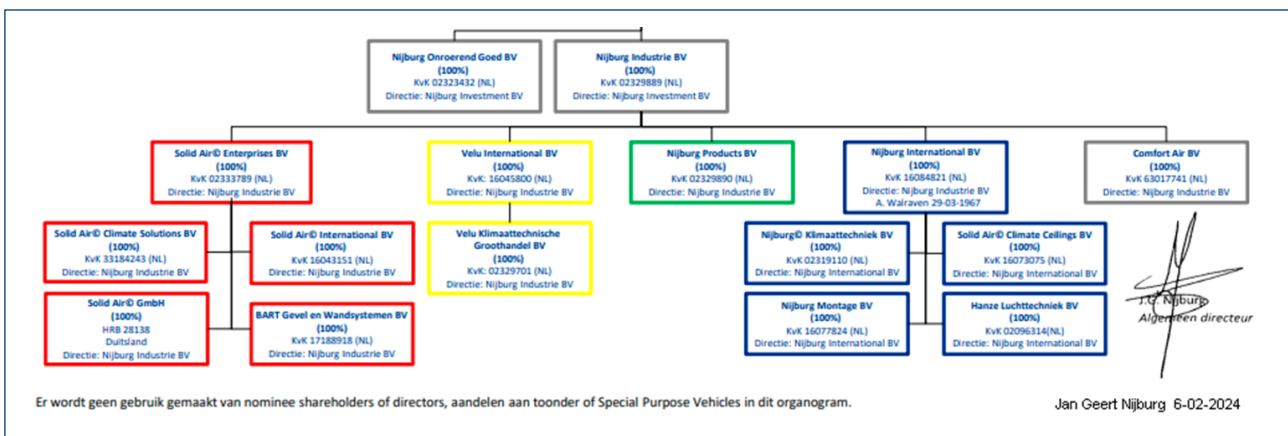 Nijburg Onroerend Goed BV
(100%)
KvK 02323432 (NL)
Directie: Nijburg Investment BV
Nijburg Industrie BV
(100%)
KvK 02329889 (NL)
Directie: Nijburg Investment BV
Solid Air© Enterprises BV
(100%)
KvK 02333789 (NL)
Directie: Nijburg Industrie BV
Velu International BV
(100%)
KvK: 16045800 (NL)
Directie: Nijburg Industrie BV
Nijburg Products BV
(100%)
KvK 02329890 (NL)
Directie: Nijburg Industrie BV
Nijburg International BV
(100%)
KvK 16084821 (NL)
Directie: Nijburg Industrie BV
A. Walraven 29-03-1967
Comfort Air BV
(100%)
KvK 63017741 (NL)
Directie: Nijburg Industrie BV
Solid Air© Climate Solutions BV
(100%)
KvK 33184243 (NL)
Directie: Nijburg Industrie BV
Solid Air© International BV
(100%)
KvK 16043151 (NL)
Directie: Nijburg Industrie BV
Velu Klimaattechnische
Groothandel BV
(100%)
KvK: 02329701 (NL)
Directie: Nijburg Industrie BV
Nijburg© Klimaattechniek BV
(100%)
KvK 02319110 (NL)
Directie: Nijburg International BV
Solid Air© Climate Ceilings BV
(100%)
KvK 16073075 (NL)
Directie: Nijburg International BV
Solid Air© GmbH
(100%)
HRB 28138
Duitsland
Directie: Nijburg Industrie BV
BART Gevel en Wandsystemen BV
(100%)
KvK 17188918 (NL)
Directie: Nijburg Industrie BV
Nijburg Montage BV
(100%)
KvK 16077824 (NL)
Directie: Nijburg International BV
Hanze Luchttechniek BV
(100%)
KvK 02096314(NL)
Directie: Nijburg International BV
J.G. Nijburg
Algemeen directeur
Er wordt geen gebruik gemaakt van nominee shareholders of directors, aandelen aan toonder of Special Purpose Vehicles in dit organogram.
Jan Geert Nijburg 6-02-2024